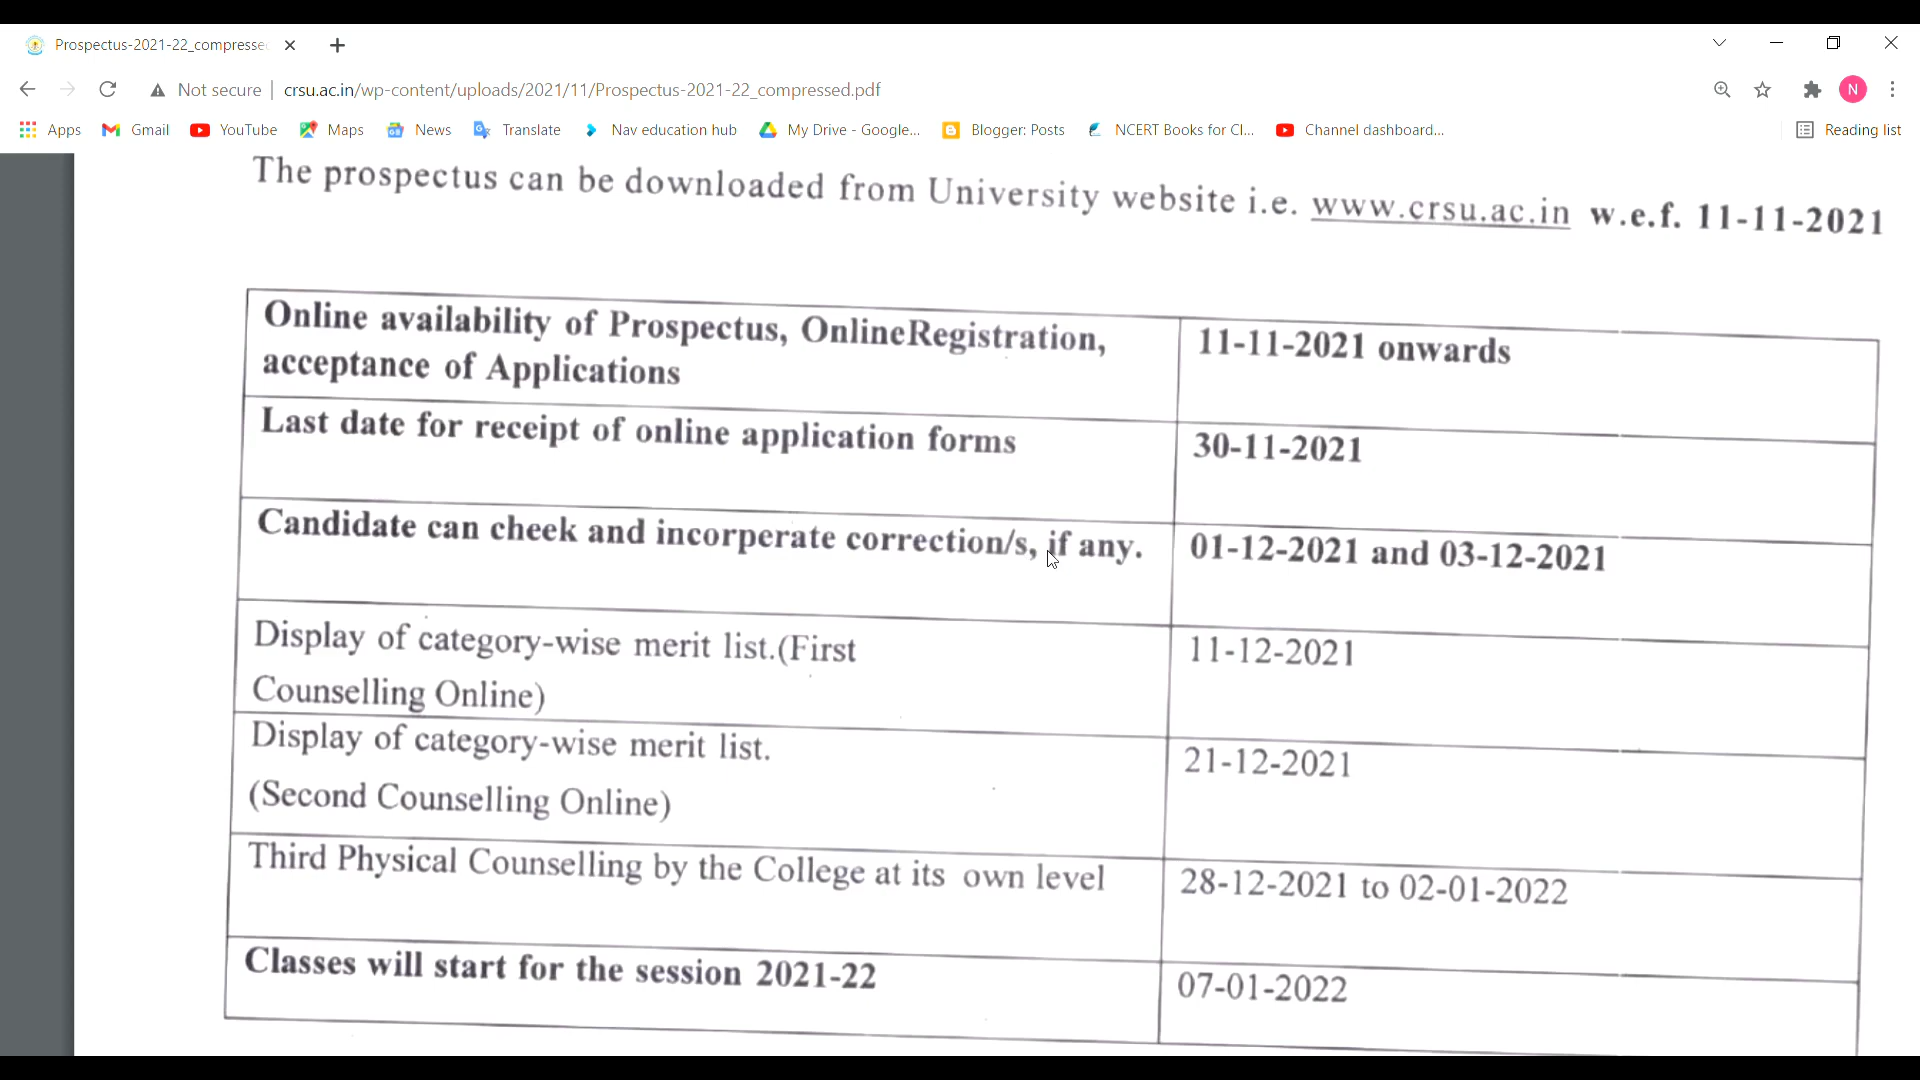 Prospectus-2021-22_compresse
Not secure | crsu.ac.in/wp-content/uploads/2021/11/Prospectus-2021-22_compressed.pdf
N
Apps Gmail YouTube Maps News Translate Nav education hub My Drive - Google... Blogger: Posts NCERT Books for Cl... Channel dashboard... Reading list
The prospectus can be downloaded from University website i.e. www.crsu.ac.in w.e.f. 11-11-2021
Online availability of Prospectus, OnlineRegistration, 11-11-2021 onwards
acceptance of Applications
Last date for receipt of online application forms 30-11-2021
Candidate can cheek and incorperate correction/s, if any. 01-12-2021 and 03-12-2021
Display of category-wise merit list.(First 11-12-2021
Counselling Online)
Display of category-wise merit list. 21-12-2021
(Second Counselling Online)
Third Physical Counselling by the College at its own level 28-12-2021 to 02-01-2022
Classes will start for the session 2021-22 07-01-2022